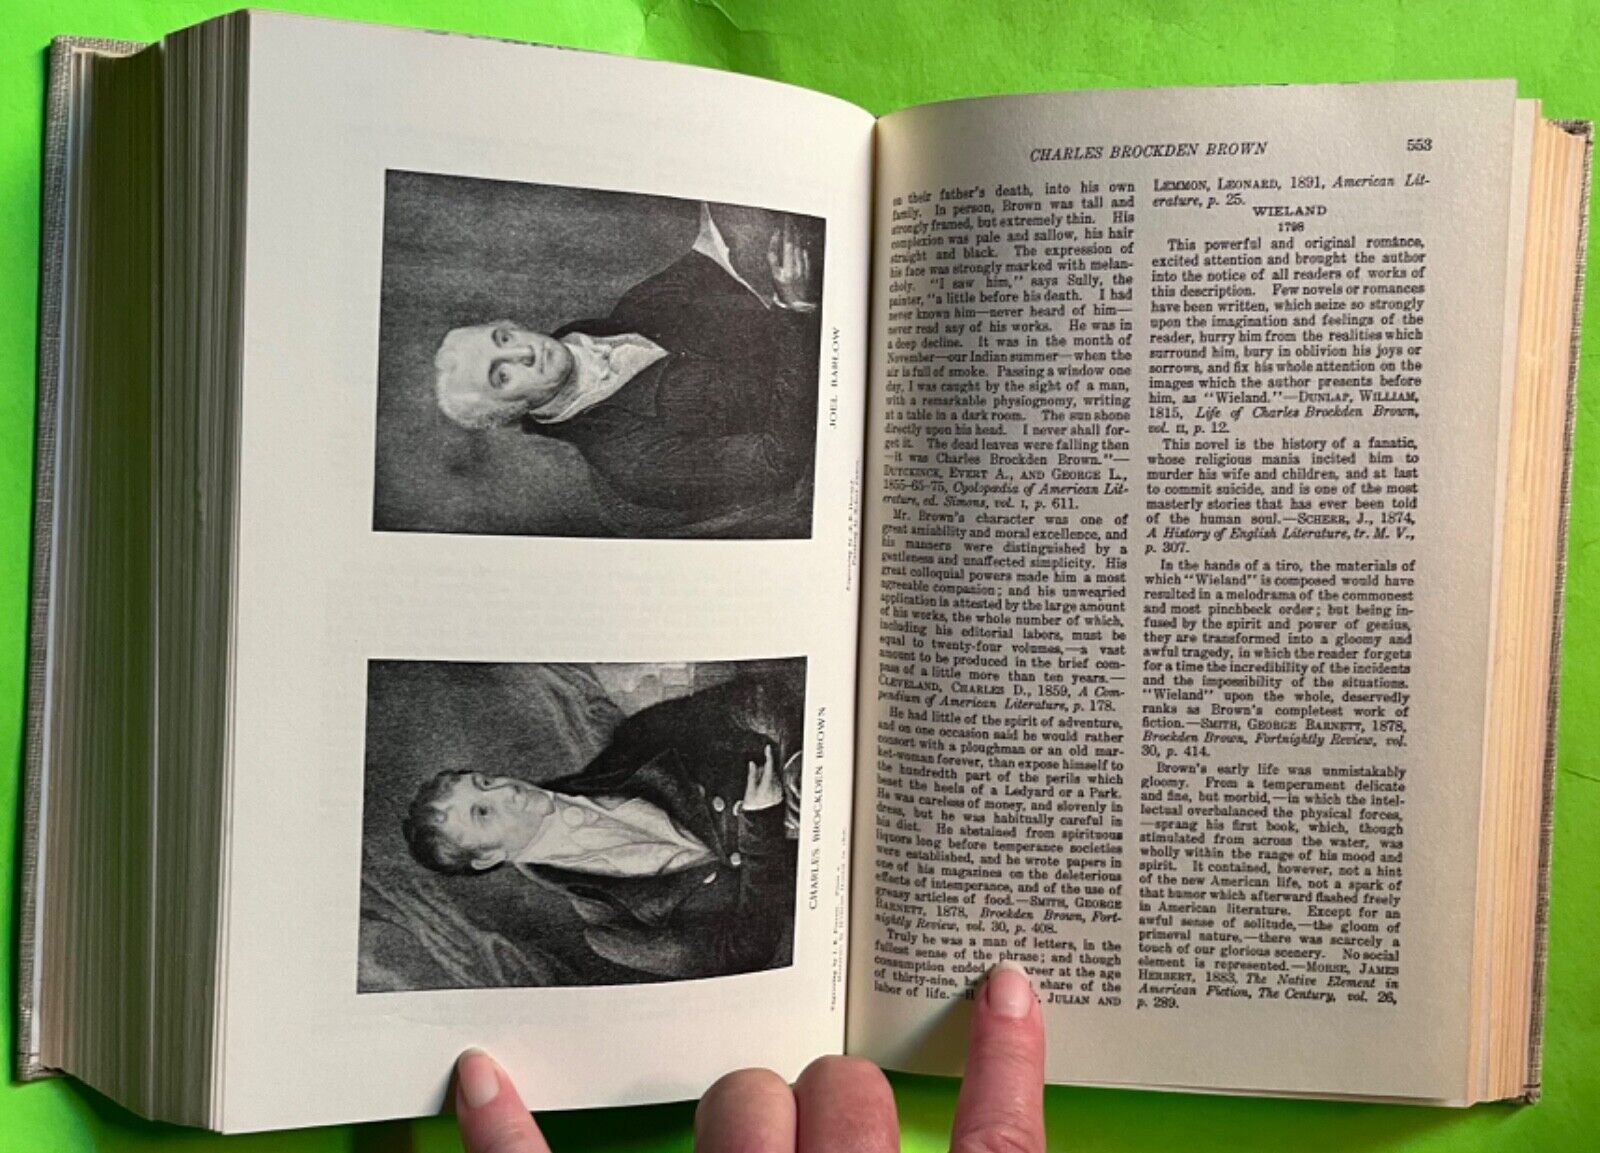 JOEL BARLOW
CHARLES BROCKDEN BROWN
CHARLES BROCKDEN BROWN
553
on their father's death, into his own
family. In person, Brown was tall and
strongly framed, but extremely thin. His
complexion was pale and sallow, his hair
straight and black. The expression of
his face was strongly marked with melan-
choly. "I saw him," says Sully, the
painter, "a little before his death. I had
never known him—never heard of him—
never read any of his works. He was in
a deep decline. It was in the month of
November—our Indian summer—when the
air is full of smoke. Passing a window one
day, I was caught by the sight of a man,
with a remarkable physiognomy, writing
at a table in a dark room. The sun shone
directly upon his head. I never shall for-
get it. The dead leaves were falling then
—it was Charles Brockden Brown."—
DUYCKINCK, EVERT A., AND GEORGE L.,
1855-65-75, Cyclopædia of American Lit-
erature, ed. Simons, vol. I, p. 611.
Mr. Brown's character was one of
great amiability and moral excellence, and
his manners were distinguished by a
gentleness and unaffected simplicity. His
great colloquial powers made him a most
agreeable companion; and his unwearied
application is attested by the large amount
of his works, the whole number of which,
including his editorial labors, must be
equal to twenty-four volumes,—a vast
amount to be produced in the brief com-
pass of a little more than ten years.—
CLEVELAND, CHARLES D., 1859, A Com-
pendium of American Literature, p. 178.
He had little of the spirit of adventure,
and on one occasion said he would rather
consort with a ploughman or an old mar-
ket-woman forever, than expose himself to
the hundredth part of the perils which
beset the heels of a Ledyard or a Park.
He was careless of money, and slovenly in
dress, but he was habitually careful in
his diet. He abstained from spirituous
liquors long before temperance societies
were established, and he wrote papers in
one of his magazines on the deleterious
effects of intemperance, and of the use of
greasy articles of food.—SMITH, GEORGE
BARNETT, 1878, Brockden Brown, Fort-
nightly Review, vol. 30, p. 408.
Truly he was a man of letters, in the
fullest sense of the phrase; and though
consumption ended career at the age
of thirty-nine, share of the
labor of life.— JULIAN AND
LEMMON, LEONARD, 1891, American Lit-
erature, p. 25.
WIELAND
1798
This powerful and original romance,
excited attention and brought the author
into the notice of all readers of works of
this description. Few novels or romances
have been written, which seize so strongly
upon the imagination and feelings of the
reader, hurry him from the realities which
surround him, bury in oblivion his joys or
sorrows, and fix his whole attention on the
images which the author presents before
him, as "Wieland."—DUNLAP, WILLIAM,
1815, Life of Charles Brockden Brown,
vol. II, p. 12.
This novel is the history of a fanatic,
whose religious mania incited him to
murder his wife and children, and at last
to commit suicide, and is one of the most
masterly stories that has ever been told
of the human soul.—SCHERR, J., 1874,
A History of English Literature, tr. M. V.,
p. 307.
In the hands of a tiro, the materials of
which "Wieland" is composed would have
resulted in a melodrama of the commonest
and most pinchbeck order; but being in-
fused by the spirit and power of genius,
they are transformed into a gloomy and
awful tragedy, in which the reader forgets
for a time the incredibility of the incidents
and the impossibility of the situations.
"Wieland" upon the whole, deservedly
ranks as Brown's completest work of
fiction.—SMITH, GEORGE BARNETT, 1878,
Brockden Brown, Fortnightly Review, vol.
30, p. 414.
Brown's early life was unmistakably
gloomy. From a temperament delicate
and fine, but morbid,—in which the intel-
lectual overbalanced the physical forces,
—sprang his first book, which, though
stimulated from across the water, was
wholly within the range of his mood and
spirit. It contained, however, not a hint
of the new American life, not a spark of
that humor which afterward flashed freely
in American literature. Except for an
awful sense of solitude,—the gloom of
primeval nature,—there was scarcely a
touch of our glorious scenery. No social
element is represented.—MORSE, JAMES
HERBERT, 1883, The Native Element in
American Fiction, The Century, vol. 26,
p. 289.